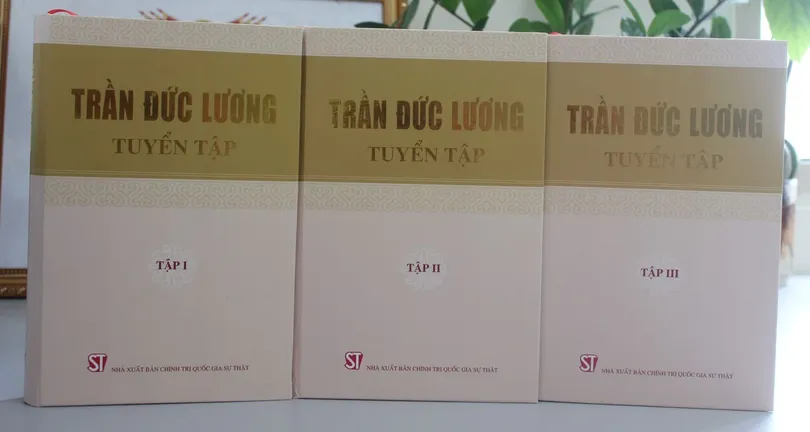 TRẦN ĐỨC LƯƠNG
TUYỂN TẬP
TẬP I
ST
NHÀ XUẤT BẢN CHÍNH TRỊ QUỐC GIA SỰ THẬT
TRẦN ĐỨC LƯƠNG
TUYỂN TẬP
TẬP II
ST
NHÀ XUẤT BẢN CHÍNH TRỊ QUỐC GIA SỰ THẬT
TRẦN ĐỨC LƯƠNG
TUYỂN TẬP
TẬP III
ST
NHÀ XUẤT BẢN CHÍNH TRỊ QUỐC GIA SỰ THẬT